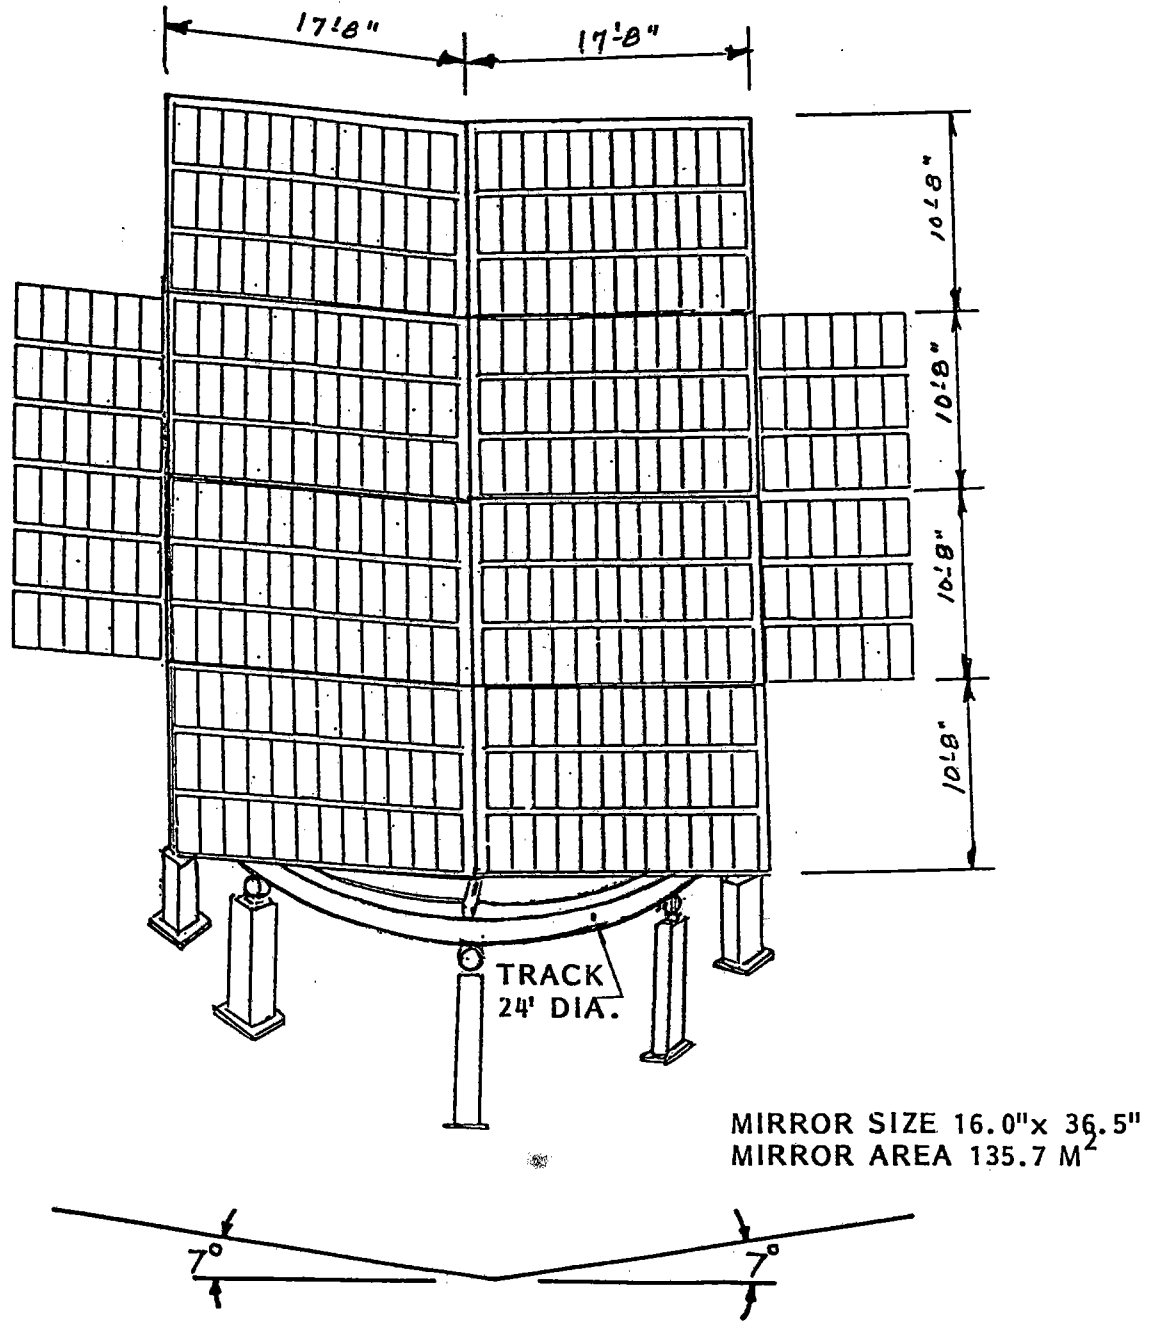 17'-8"
17'-8"
10'-8"
10'-8"
10'-8"
10'-8"
TRACK
24' DIA.
MIRROR SIZE 16.0" x 36.5"
MIRROR AREA 135.7 M²
7°
7°